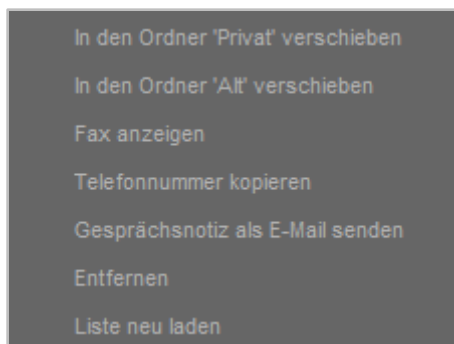 In den Ordner 'Privat' verschieben
In den Ordner 'Alt' verschieben
Fax anzeigen
Telefonnummer kopieren
Gesprächsnotiz als E-Mail senden
Entfernen
Liste neu laden